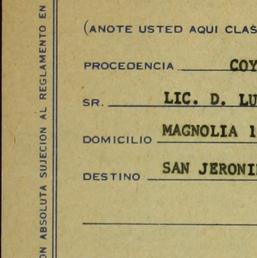 (ANOTE USTED AQUI CLAS
PROCEDENCIA COY
SR. LIC. D. LU
DOMICILIO MAGNOLIA 1
DESTINO SAN JERONI
ON ABSOLUTA SUJECION AL REGLAMENTO EN